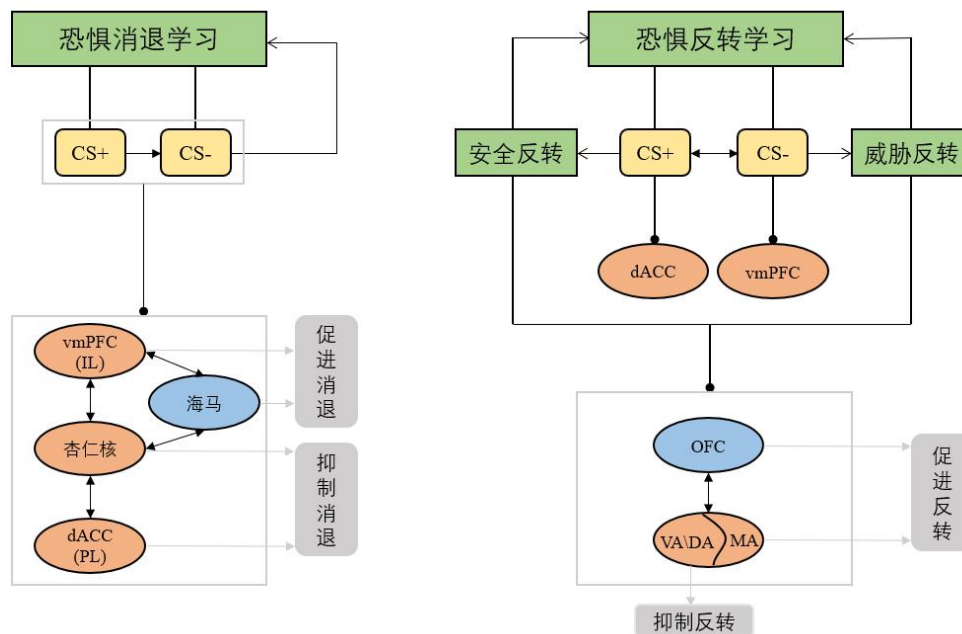 恐惧消退学习
CS+
CS-
vmPFC
(IL)
海马
杏仁核
dACC
(PL)
促进消退
抑制消退
恐惧反转学习
安全反转
CS+
CS-
威胁反转
dACC
vmPFC
OFC
VA\DA
MA
促进反转
抑制反转